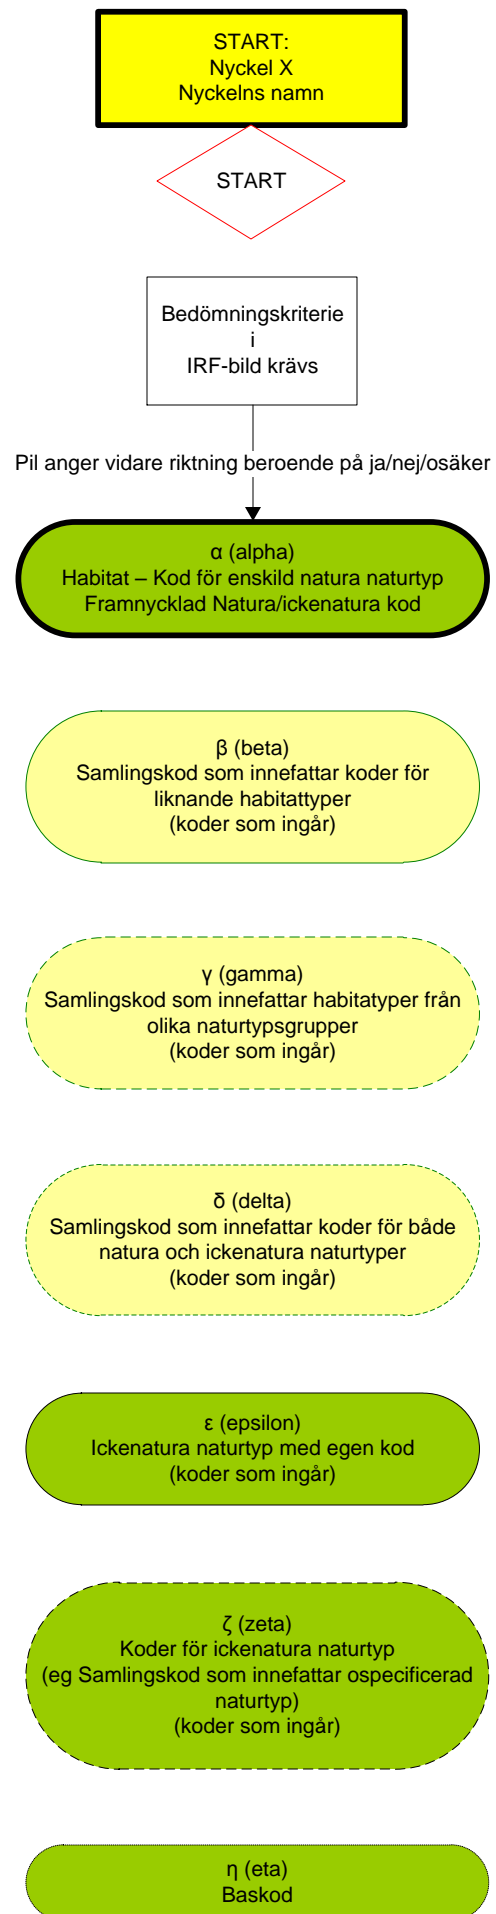 START:
Nyckel X
Nyckelns namn
START
Bedömningskriterie
i
IRF-bild krävs
Pil anger vidare riktning beroende på ja/nej/osäker
α (alpha)
Habitat – Kod för enskild natura naturtyp
Framnycklad Natura/ickenatura kod
β (beta)
Samlingskod som innefattar koder för
liknande habitattyper
(koder som ingår)
γ (gamma)
Samlingskod som innefattar habitatyper från
olika naturtypsgrupper
(koder som ingår)
δ (delta)
Samlingskod som innefattar koder för både
natura och ickenatura naturtyper
(koder som ingår)
ε (epsilon)
Ickenatura naturtyp med egen kod
(koder som ingår)
ζ (zeta)
Koder för ickenatura naturtyp
(eg Samlingskod som innefattar ospecificerad
naturtyp)
(koder som ingår)
η (eta)
Baskod